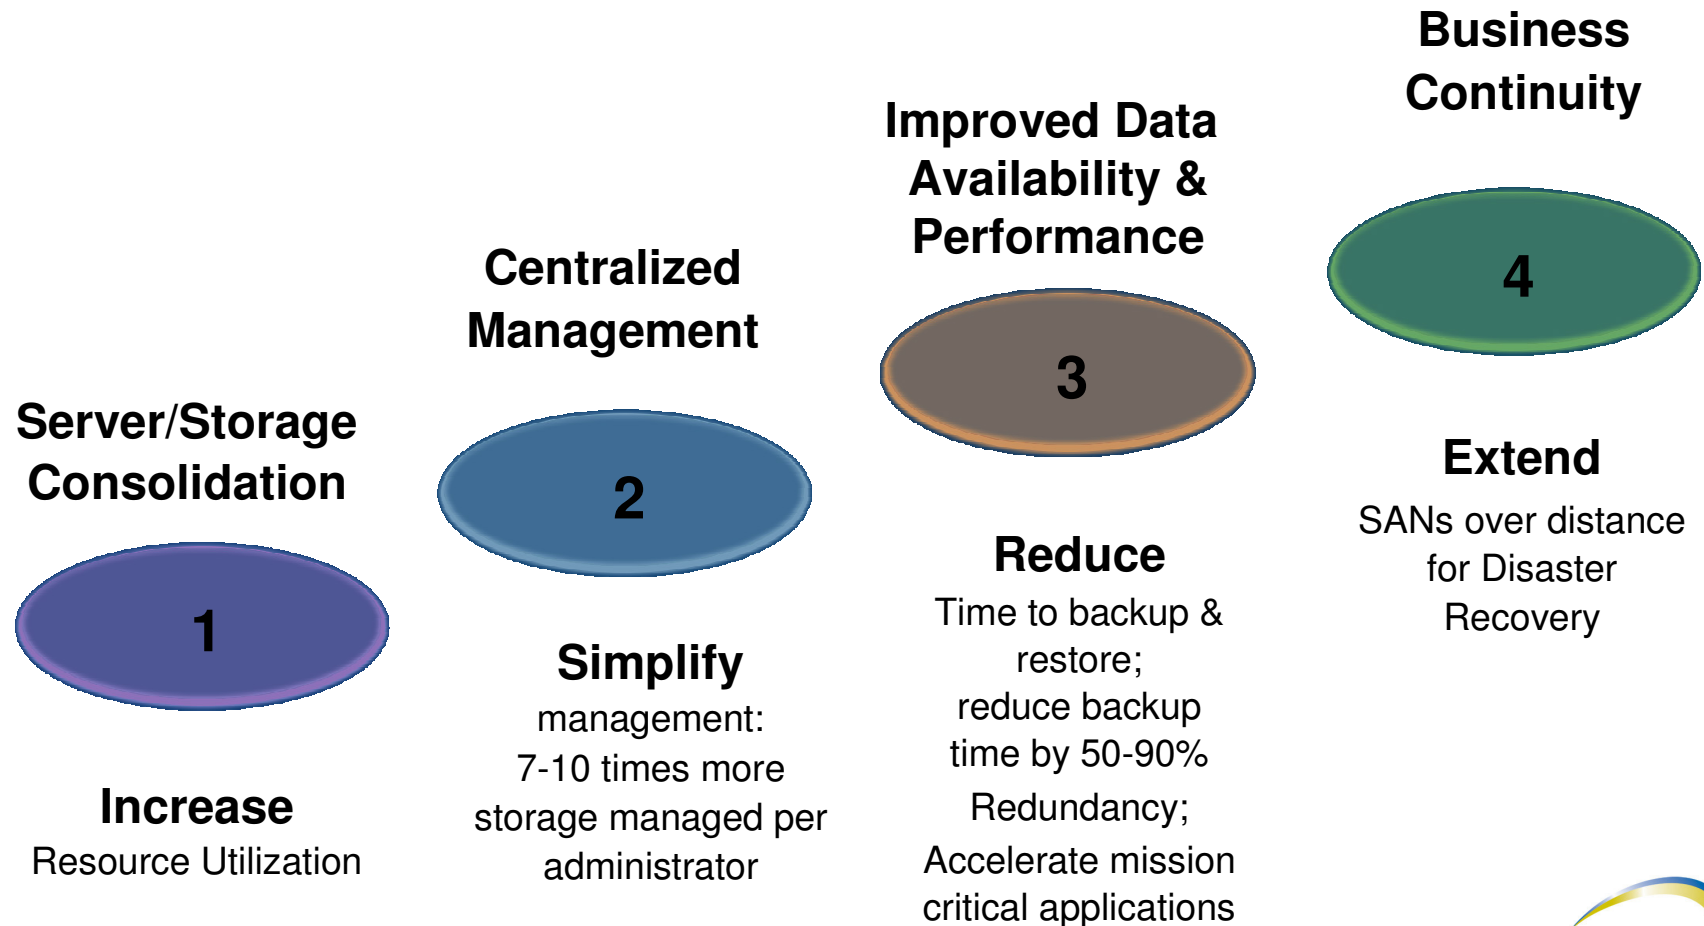 Server/Storage
Consolidation
1
Increase
Resource Utilization
Centralized
Management
2
Simplify
management:
7-10 times more
storage managed per
administrator
Improved Data
Availability &
Performance
3
Reduce
Time to backup &
restore;
reduce backup
time by 50-90%
Redundancy;
Accelerate mission
critical applications
Business
Continuity
4
Extend
SANs over distance
for Disaster
Recovery